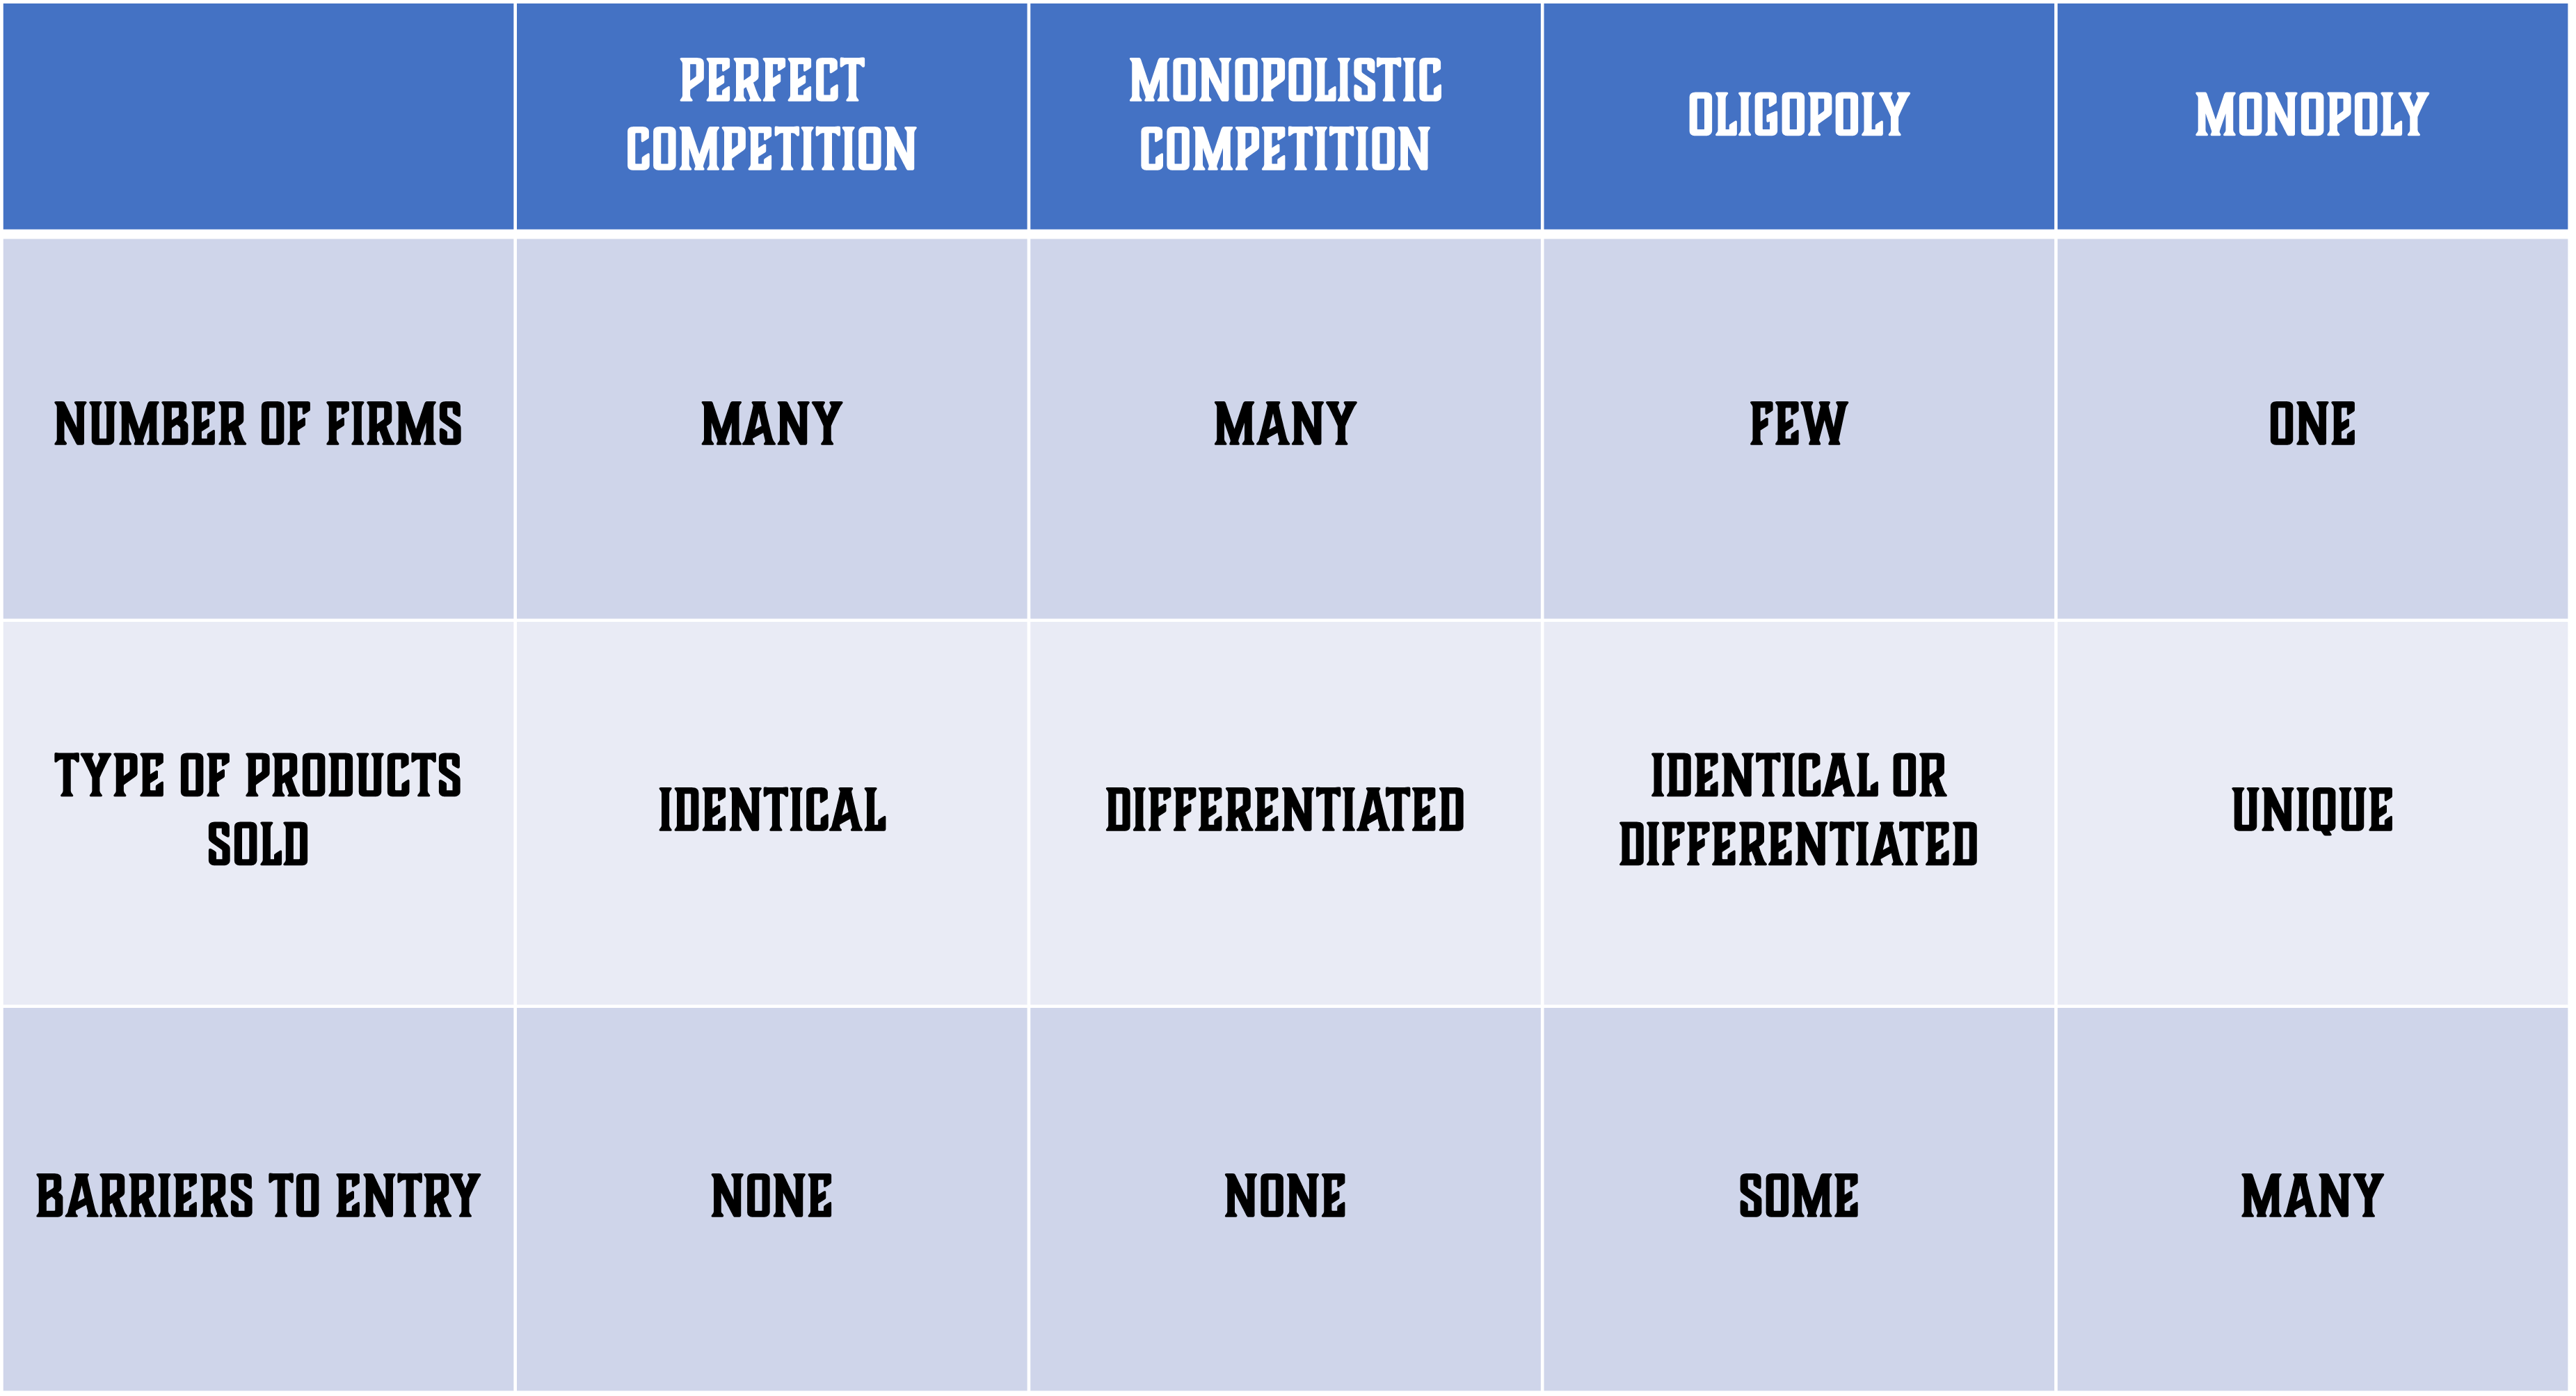 PERFECT
COMPETITION
MONOPOLISTIC
COMPETITION
OLIGOPOLY
MONOPOLY
NUMBER OF FIRMS
MANY
MANY
FEW
ONE
TYPE OF PRODUCTS
SOLD
IDENTICAL
DIFFERENTIATED
IDENTICAL OR
DIFFERENTIATED
UNIQUE
BARRIERS TO ENTRY
NONE
NONE
SOME
MANY